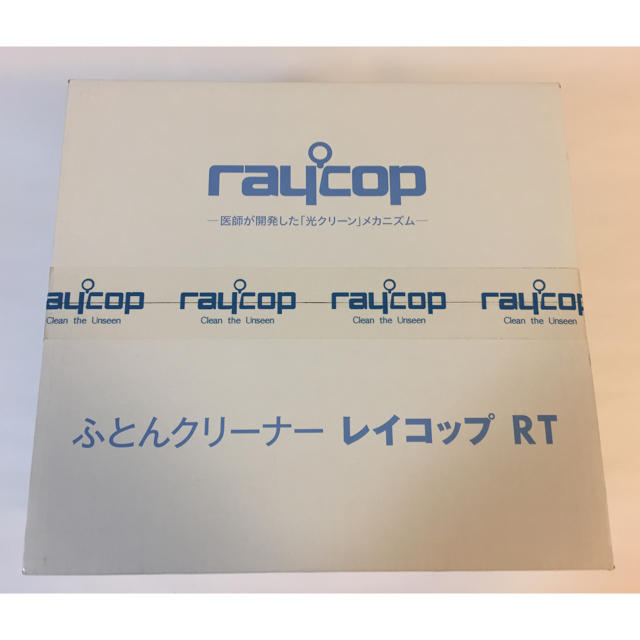 raycop
―医師が開発した「光クリーン」メカニズム―
aycop raycop raycop raycop
Clean the Unseen Clean the Unseen Clean the Unseen Clean the Unseen
ふとんクリーナー レイコップ RT